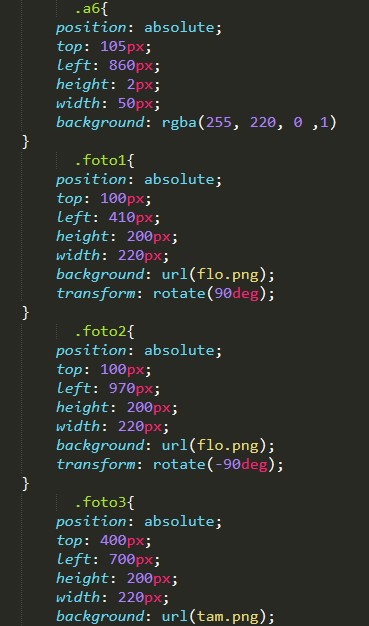 .a6{
position: absolute;
top: 105px;
left: 860px;
height: 2px;
width: 50px;
background: rgba(255, 220, 0 ,1)
}
.foto1{
position: absolute;
top: 100px;
left: 410px;
height: 200px;
width: 220px;
background: url(flo.png);
transform: rotate(90deg);
}
.foto2{
position: absolute;
top: 100px;
left: 970px;
height: 200px;
width: 220px;
background: url(flo.png);
transform: rotate(-90deg);
}
.foto3{
position: absolute;
top: 400px;
left: 700px;
height: 200px;
width: 220px;
background: url(tam.png);